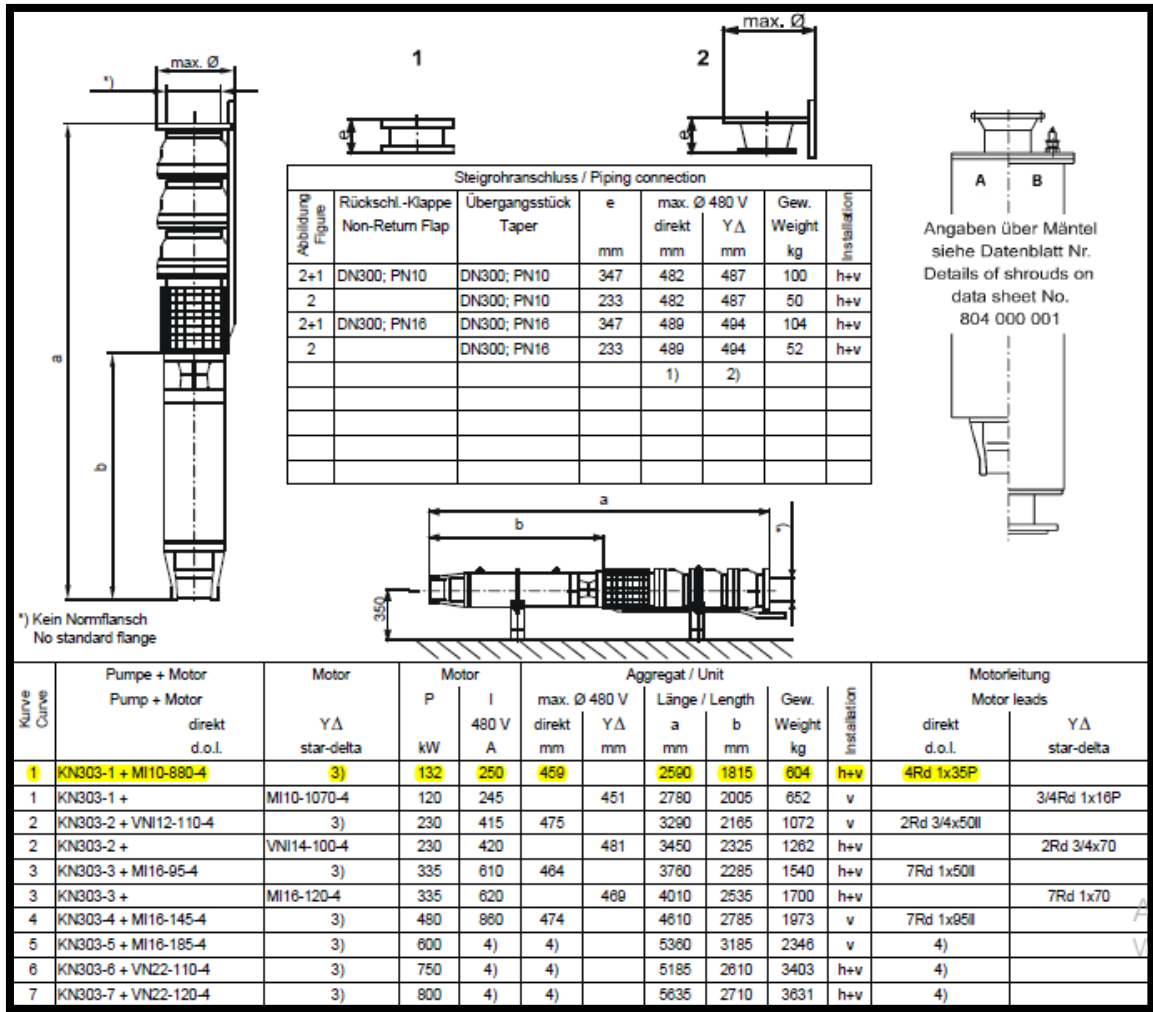 max. Ø
1
2
max. Ø
*)
e
e
a
b
Steigrohranschluss / Piping connection
Abbildung Figure Rückschl.-Klappe Übergangsstück e max. Ø 480 V Gew. Installation
Non-Return Flap Taper direkt YΔ Weight
mm mm mm kg
2+1 DN300; PN10 DN300; PN10 347 482 487 100 h+v
2 DN300; PN10 233 482 487 50 h+v
2+1 DN300; PN16 DN300; PN16 347 489 494 104 h+v
2 DN300; PN16 233 489 494 52 h+v
1) 2)
A B
Angaben über Mäntel
siehe Datenblatt Nr.
Details of shrouds on
data sheet No.
804 000 001
a
b
*)
350
*) Kein Normflansch
No standard flange
Kurve Curve Pumpe + Motor Motor Motor Aggregat / Unit Motorleitung
Pump + Motor P I max. Ø 480 V Länge / Length Gew. Installation Motor leads
direkt YΔ 480 V direkt YΔ a b Weight direkt YΔ
d.o.l. star-delta kW A mm mm mm mm kg d.o.l. star-delta
1 KN303-1 + MI10-880-4 3) 132 250 459 2590 1815 604 h+v 4Rd 1x35P
1 KN303-1 + MI10-1070-4 120 245 451 2780 2005 652 v 3/4Rd 1x16P
2 KN303-2 + VNI12-110-4 3) 230 415 475 3290 2165 1072 v 2Rd 3/4x50II
2 KN303-2 + VNI14-100-4 230 420 481 3450 2325 1262 h+v 2Rd 3/4x70
3 KN303-3 + MI16-95-4 3) 335 610 464 3760 2285 1540 h+v 7Rd 1x50II
3 KN303-3 + MI16-120-4 335 620 469 4010 2535 1700 h+v 7Rd 1x70
4 KN303-4 + MI16-145-4 3) 480 860 474 4610 2785 1973 v 7Rd 1x95II
5 KN303-5 + MI16-185-4 3) 600 4) 4) 5360 3185 2346 v 4)
6 KN303-6 + VN22-110-4 3) 750 4) 4) 5185 2610 3403 h+v 4)
7 KN303-7 + VN22-120-4 3) 800 4) 4) 5635 2710 3631 h+v 4)